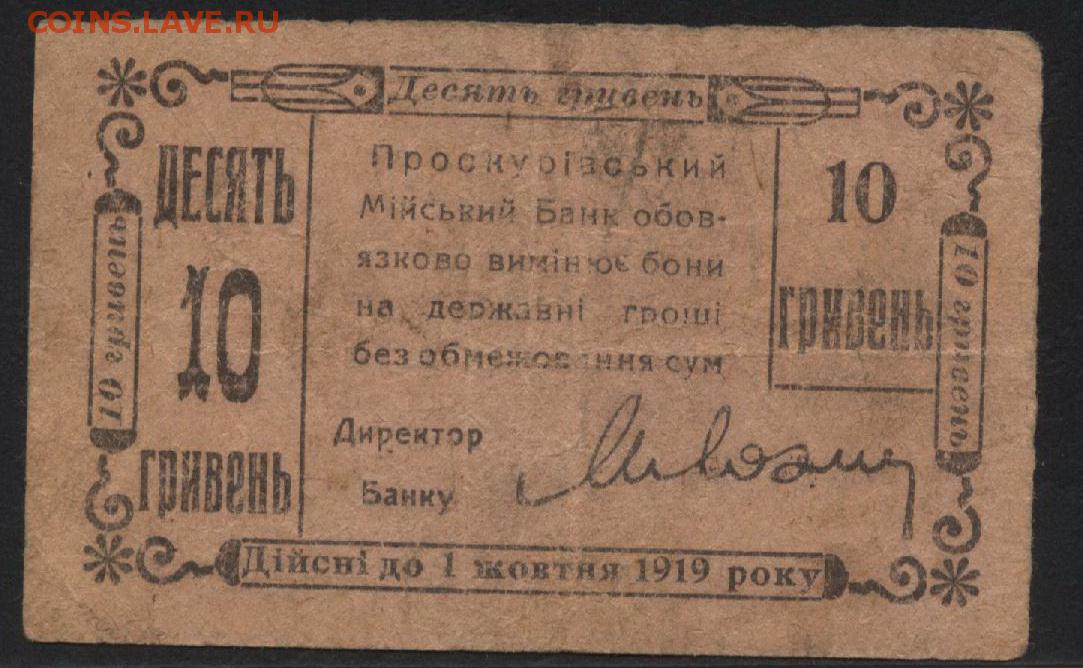 COINS.LAVE.RU
Десять гривень
ДЕСЯТЬ
10
ГРИВЕНЬ
10 гривень
Проскурівський
Мійський Банк обов-
язково вимінює бони
на державні гроші
без обмежовання сум
Директор
Банку
10
ГРИВЕНЬ
10 гривень
Дійсні до 1 жовтня 1919 року